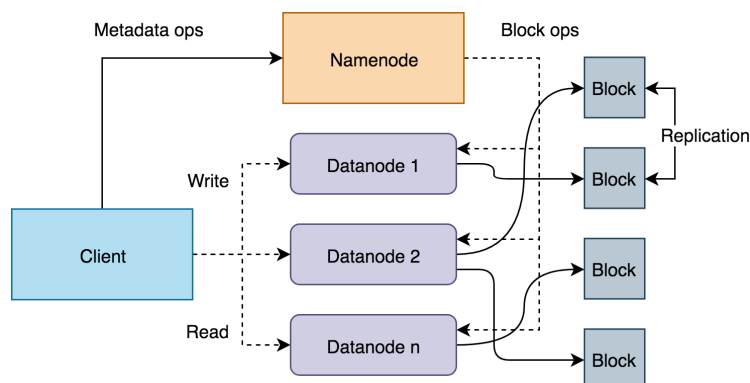 Metadata ops
Block ops
Namenode
Block
Replication
Datanode 1
Block
Write
Client
Datanode 2
Block
Read
Datanode n
Block